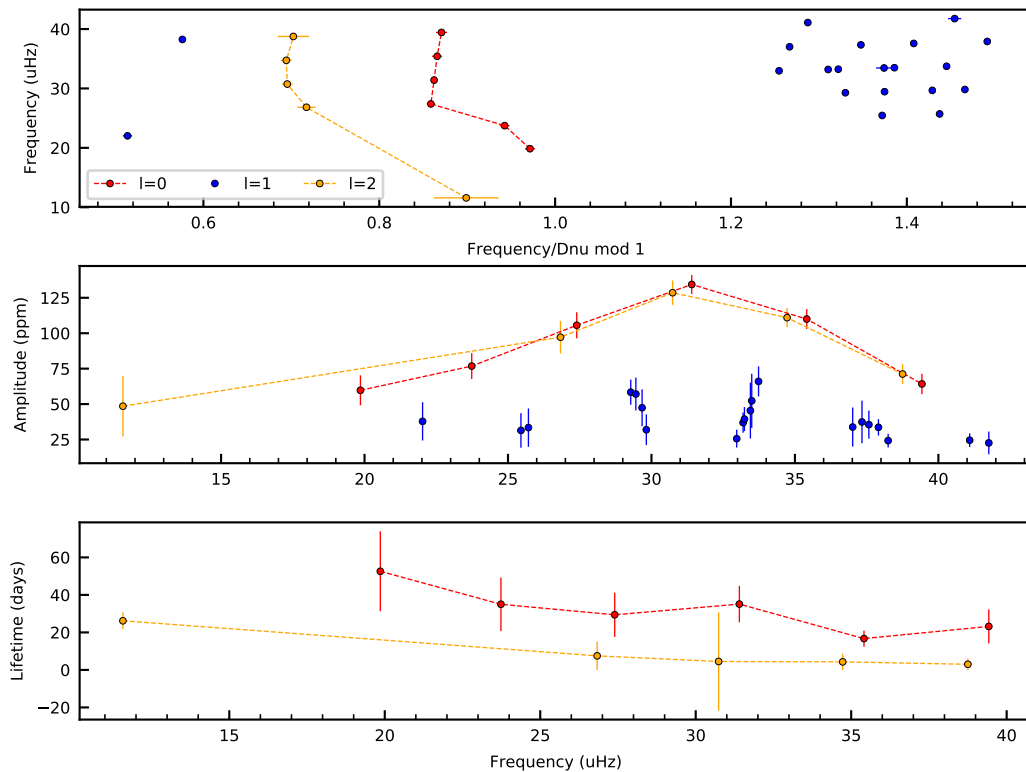 40
30
20
10
Frequency (uHz)
l=0 l=1 l=2
0.6 0.8 1.0 1.2 1.4
Frequency/Dnu mod 1
125
100
75
50
25
Amplitude (ppm)
15 20 25 30 35 40
60
40
20
0
−20
Lifetime (days)
15 20 25 30 35 40
Frequency (uHz)